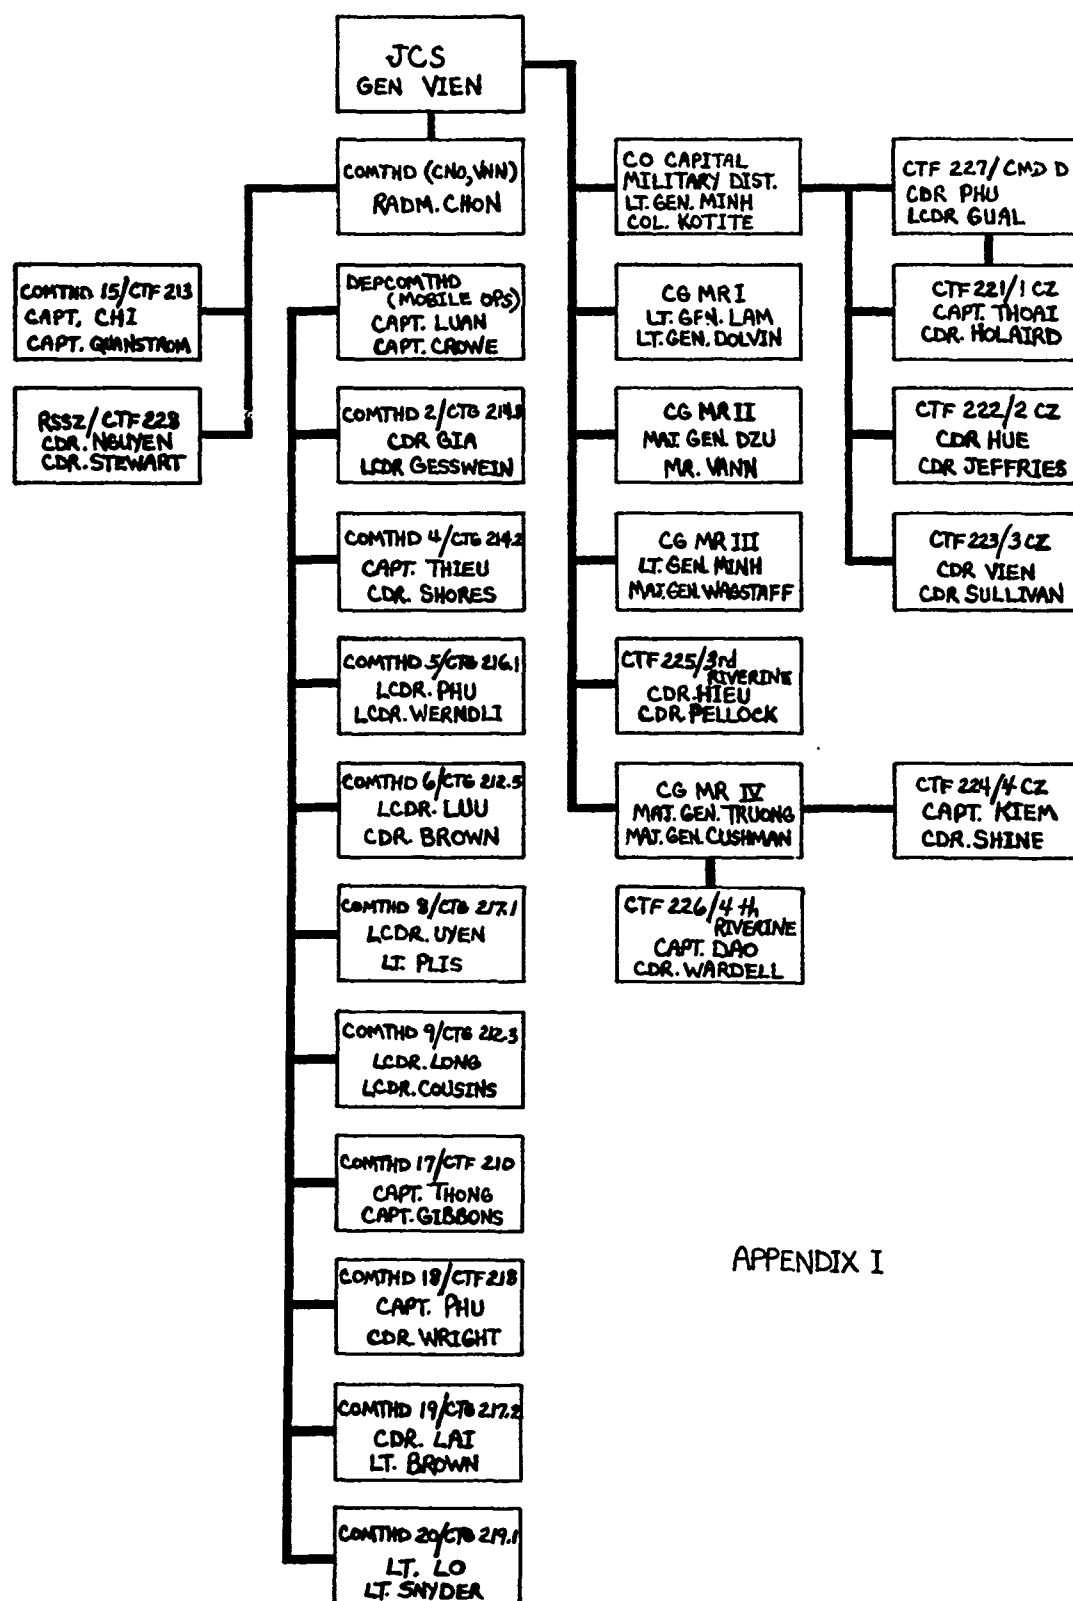 JCS
GEN VIEN
COMTHD (CNO, VNN)
RADM. CHON
CO CAPITAL
MILITARY DIST.
LT. GEN. MINH
COL. KOTITE
CTF 227/CMD D
CDR PHU
LCDR GUAL
COMTND 15/CTF 213
CAPT. CHI
CAPT. QUANSTROM
DEPCOMTHD
(MOBILE OPS)
CAPT. LUAN
CAPT. CROWE
CG MR I
LT. GEN. LAM
LT. GEN. DOLVIN
CTF 221/1 CZ
CAPT. THOAI
CDR. HOLAIRD
RSSZ/CTF 228
CDR. NGUYEN
CDR. STEWART
COMTHD 2/CTG 214.1
CDR GIA
LCDR GESSWEIN
CG MR II
MAJ. GEN. DZU
MR. VANN
CTF 222/2 CZ
CDR HUE
CDR JEFFRIES
COMTHD 4/CTG 214.2
CAPT. THIEU
CDR. SHORES
CG MR III
LT. GEN. MINH
MAJ. GEN. WAGSTAFF
CTF 223/3 CZ
CDR VIEN
CDR SULLIVAN
COMTHD 5/CTG 216.1
LCDR. PHU
LCDR. WERNDLI
CTF 225/3rd
RIVERINE
CDR. HIEU
CDR. PELLOCK
COMTHD 6/CTG 212.5
LCDR. LUU
CDR. BROWN
CG MR IV
MAJ. GEN. TRUONG
MAJ. GEN. CUSHMAN
CTF 224/4 CZ
CAPT. KIEM
CDR. SHINE
COMTHD 8/CTG 217.1
LCDR. UYEN
LT. PLIS
CTF 226/4th
RIVERINE
CAPT. DAO
CDR. WARDELL
COMTHD 9/CTG 212.3
LCDR. LONG
LCDR. COUSINS
COMTHD 17/CTF 210
CAPT. THONG
CAPT. GIBBONS
APPENDIX I
COMTHD 18/CTF 218
CAPT. PHU
CDR. WRIGHT
COMTHD 19/CTG 217.2
CDR. LAI
LT. BROWN
COMTHD 20/CTG 219.1
LT. LO
LT. SNYDER